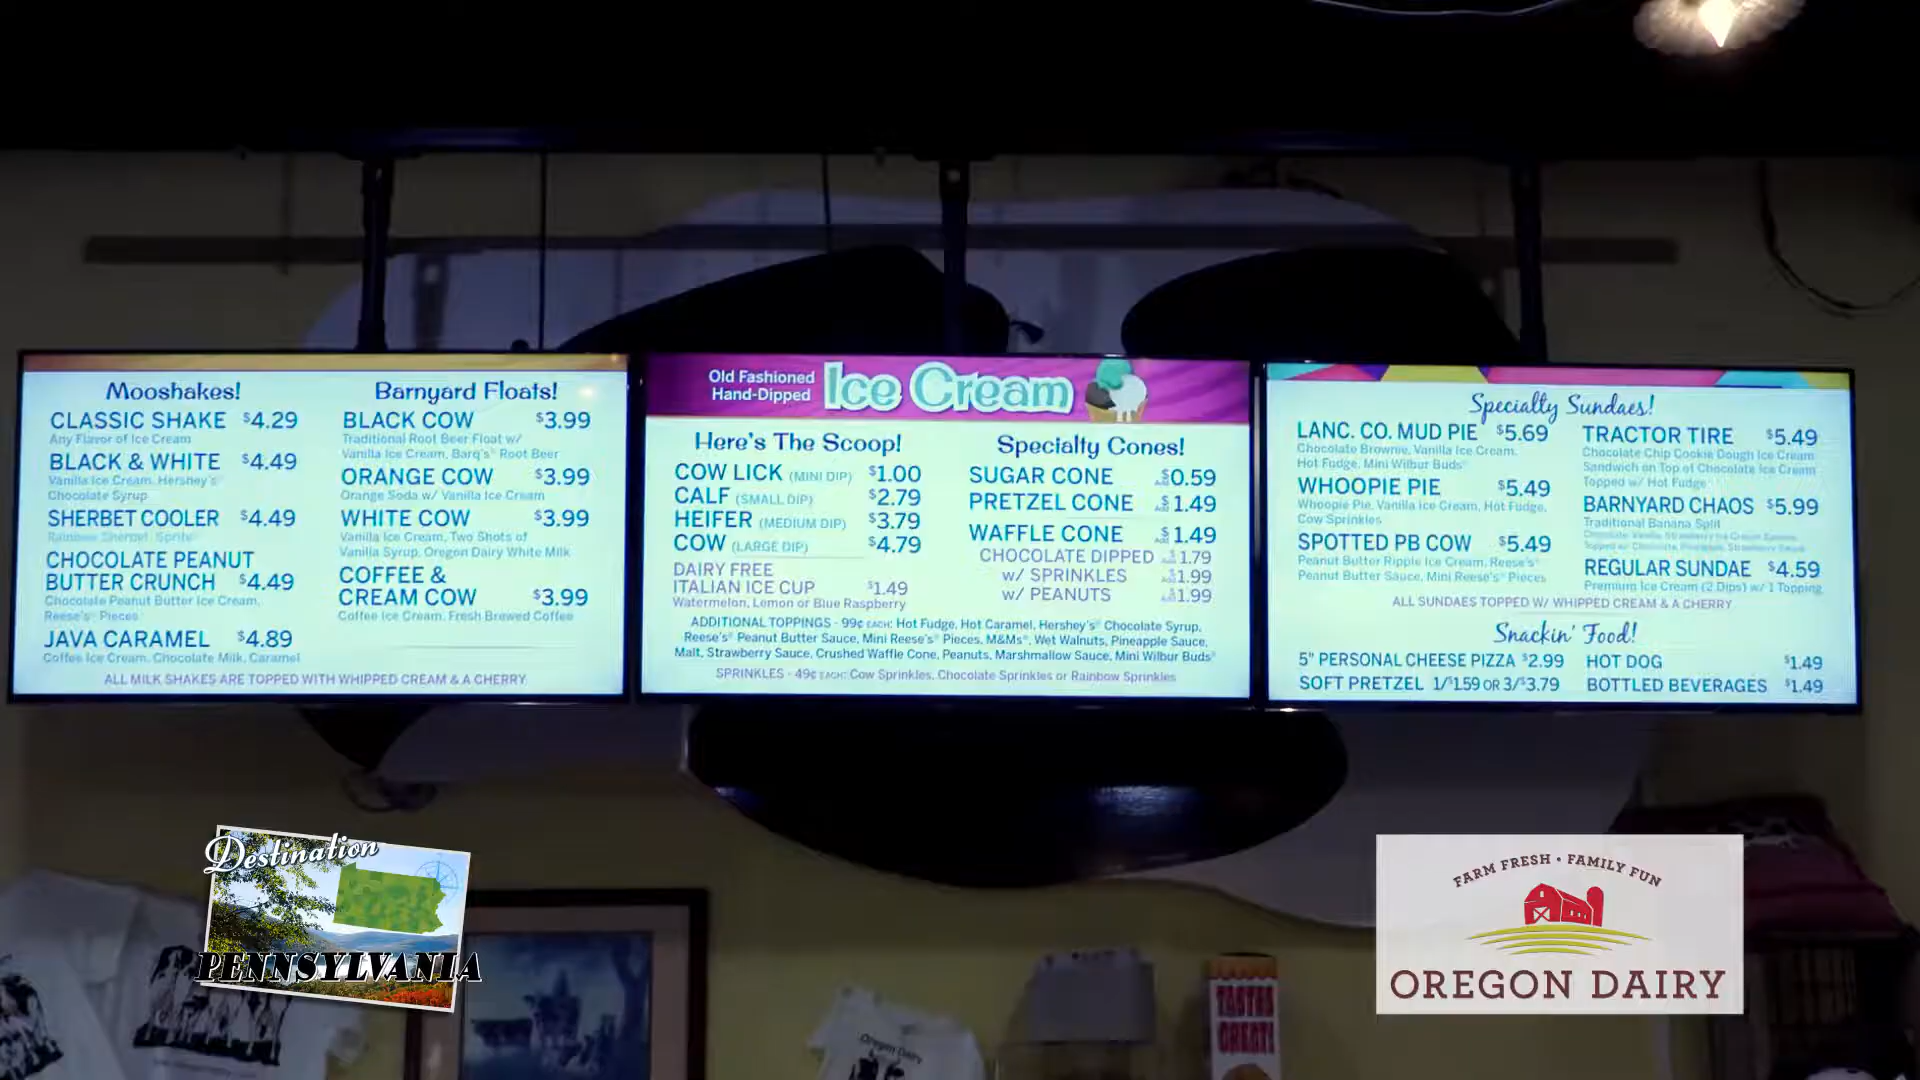 Mooshakes!
CLASSIC SHAKE $4.29
Any Flavor of Ice Cream
BLACK & WHITE $4.49
Vanilla Ice Cream, Hershey's
Chocolate Syrup
SHERBET COOLER $4.49
Rainbow Sherbet, Sprite
CHOCOLATE PEANUT
BUTTER CRUNCH $4.49
Chocolate Peanut Butter Ice Cream,
Reese's® Pieces
JAVA CARAMEL $4.89
Coffee Ice Cream, Chocolate Milk, Caramel
Barnyard Floats!
BLACK COW $3.99
Traditional Root Beer Float w/
Vanilla Ice Cream, Barq's® Root Beer
ORANGE COW $3.99
Orange Soda w/ Vanilla Ice Cream
WHITE COW $3.99
Vanilla Ice Cream, Two Shots of
Vanilla Syrup, Oregon Dairy White Milk
COFFEE &
CREAM COW $3.99
Coffee Ice Cream, Fresh Brewed Coffee
ALL MILK SHAKES ARE TOPPED WITH WHIPPED CREAM & A CHERRY
Old Fashioned
Hand-Dipped
Ice Cream
Here's The Scoop!
COW LICK (MINI DIP) $1.00
CALF (SMALL DIP) $2.79
HEIFER (MEDIUM DIP) $3.79
COW (LARGE DIP) $4.79
DAIRY FREE
ITALIAN ICE CUP $1.49
Watermelon, Lemon or Blue Raspberry
Specialty Cones!
SUGAR CONE ADD $0.59
PRETZEL CONE ADD $1.49
WAFFLE CONE ADD $1.49
CHOCOLATE DIPPED ADD $1.79
w/ SPRINKLES ADD $1.99
w/ PEANUTS ADD $1.99
ADDITIONAL TOPPINGS - 99¢ EACH: Hot Fudge, Hot Caramel, Hershey's® Chocolate Syrup,
Reese's® Peanut Butter Sauce, Mini Reese's® Pieces, M&Ms®, Wet Walnuts, Pineapple Sauce,
Malt, Strawberry Sauce, Crushed Waffle Cone, Peanuts, Marshmallow Sauce, Mini Wilbur Buds®
SPRINKLES - 49¢ EACH: Cow Sprinkles, Chocolate Sprinkles or Rainbow Sprinkles
Specialty Sundaes!
LANC. CO. MUD PIE $5.69
Chocolate Brownie, Vanilla Ice Cream,
Hot Fudge, Mini Wilbur Buds®
WHOOPIE PIE $5.49
Whoopie Pie, Vanilla Ice Cream, Hot Fudge,
Cow Sprinkles
SPOTTED PB COW $5.49
Peanut Butter Ripple Ice Cream, Reese's®
Peanut Butter Sauce, Mini Reese's® Pieces
TRACTOR TIRE $5.49
Chocolate Chip Cookie Dough Ice Cream
Sandwich on Top of Chocolate Ice Cream
Topped w/ Hot Fudge
BARNYARD CHAOS $5.99
Traditional Banana Split
REGULAR SUNDAE $4.59
Premium Ice Cream (2 Dips) w/ 1 Topping
ALL SUNDAES TOPPED W/ WHIPPED CREAM & A CHERRY
Snackin' Food!
5" PERSONAL CHEESE PIZZA $2.99
SOFT PRETZEL 1/$1.59 OR 3/$3.79
HOT DOG $1.49
BOTTLED BEVERAGES $1.49
Destination
PENNSYLVANIA
FARM FRESH • FAMILY FUN
OREGON DAIRY
Oregon Dairy
TASTES
GREAT!